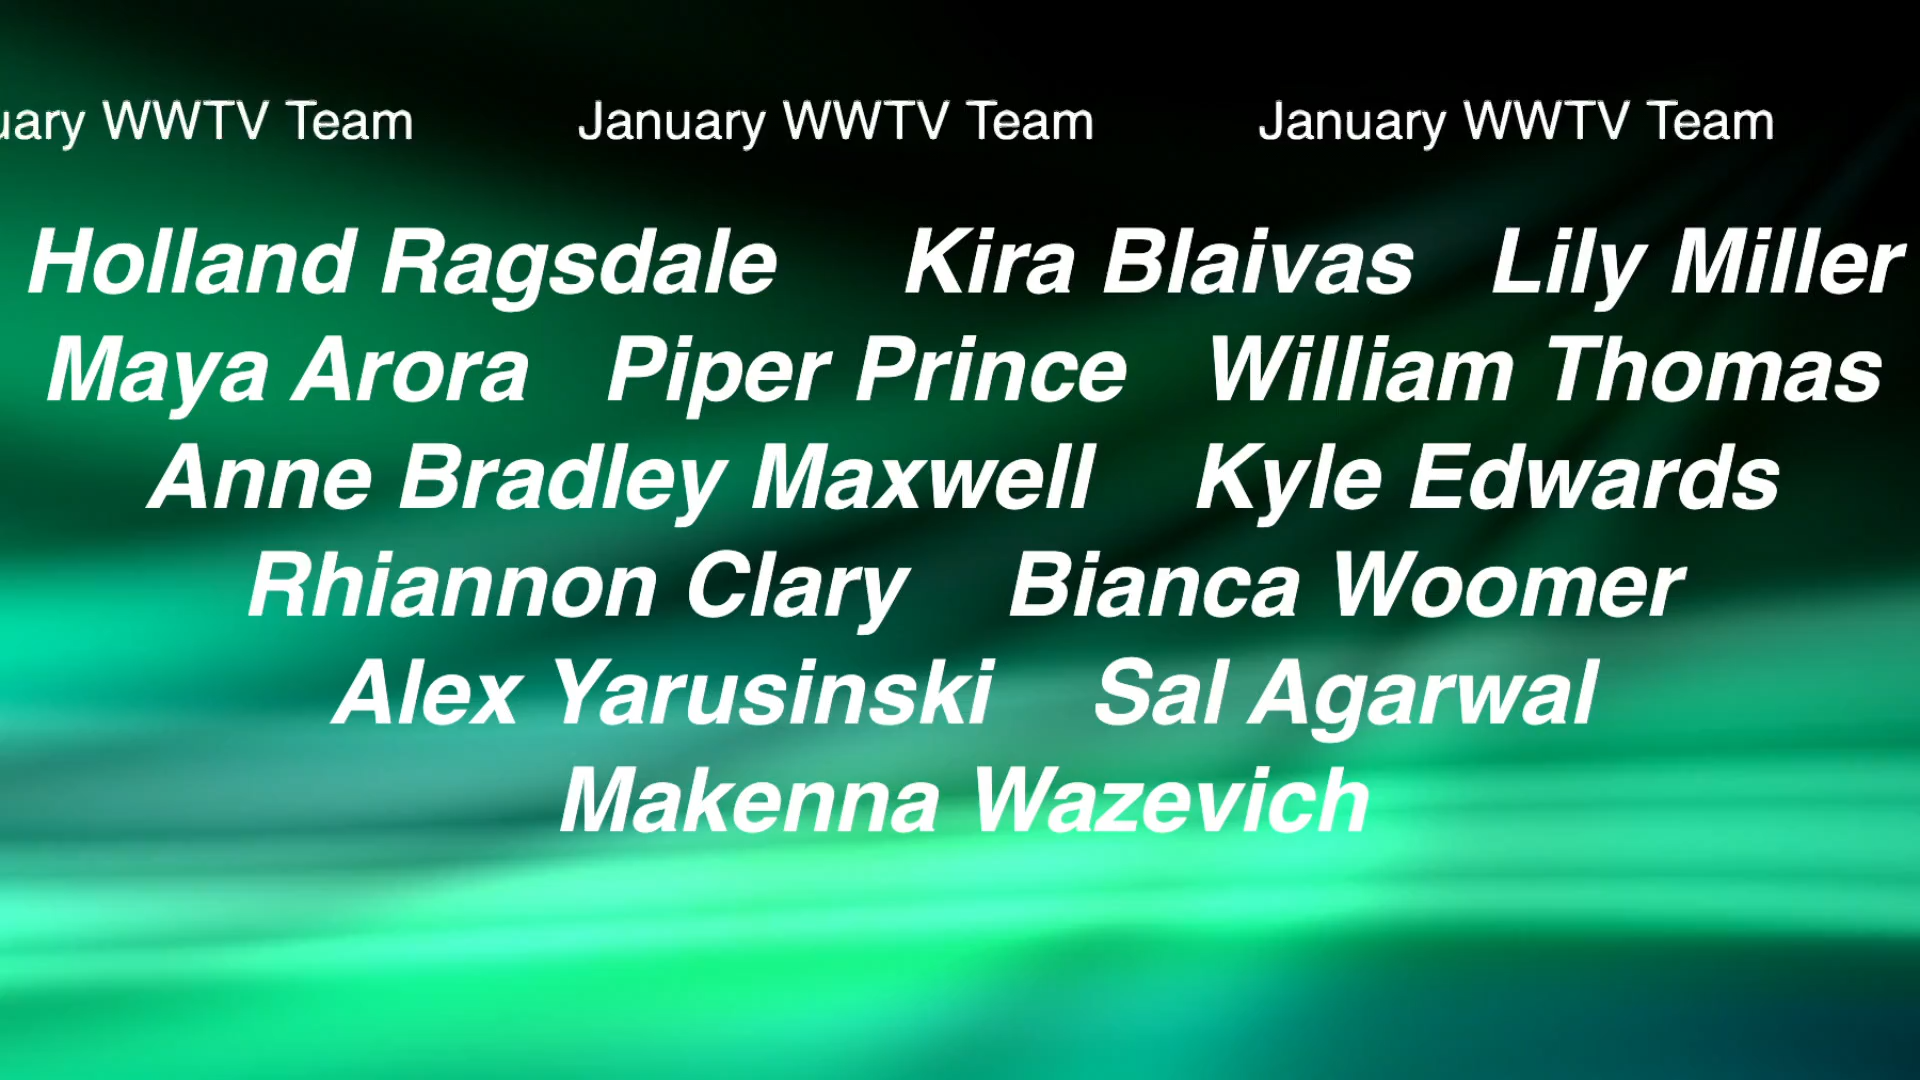 uary WWTV Team January WWTV Team January WWTV Team
Holland Ragsdale Kira Blaivas Lily Miller
Maya Arora Piper Prince William Thomas
Anne Bradley Maxwell Kyle Edwards
Rhiannon Clary Bianca Woomer
Alex Yarusinski Sal Agarwal
Makenna Wazevich